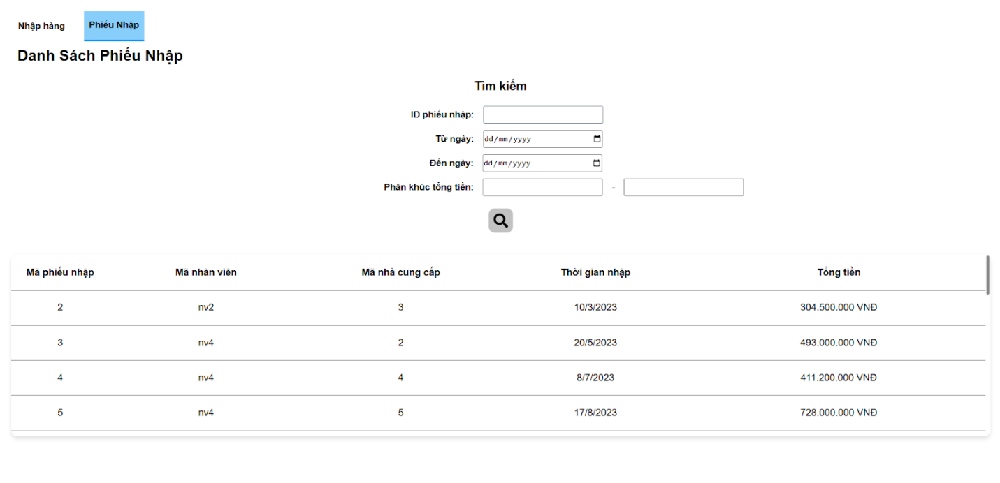 Nhập hàng Phiếu Nhập
Danh Sách Phiếu Nhập
Tìm kiếm
ID phiếu nhập:
Từ ngày: dd/mm/yyyy
Đến ngày: dd/mm/yyyy
Phân khúc tổng tiền: -
Mã phiếu nhập Mã nhân viên Mã nhà cung cấp Thời gian nhập Tổng tiền
2 nv2 3 10/3/2023 304.500.000 VNĐ
3 nv4 2 20/5/2023 493.000.000 VNĐ
4 nv4 4 8/7/2023 411.200.000 VNĐ
5 nv4 5 17/8/2023 728.000.000 VNĐ